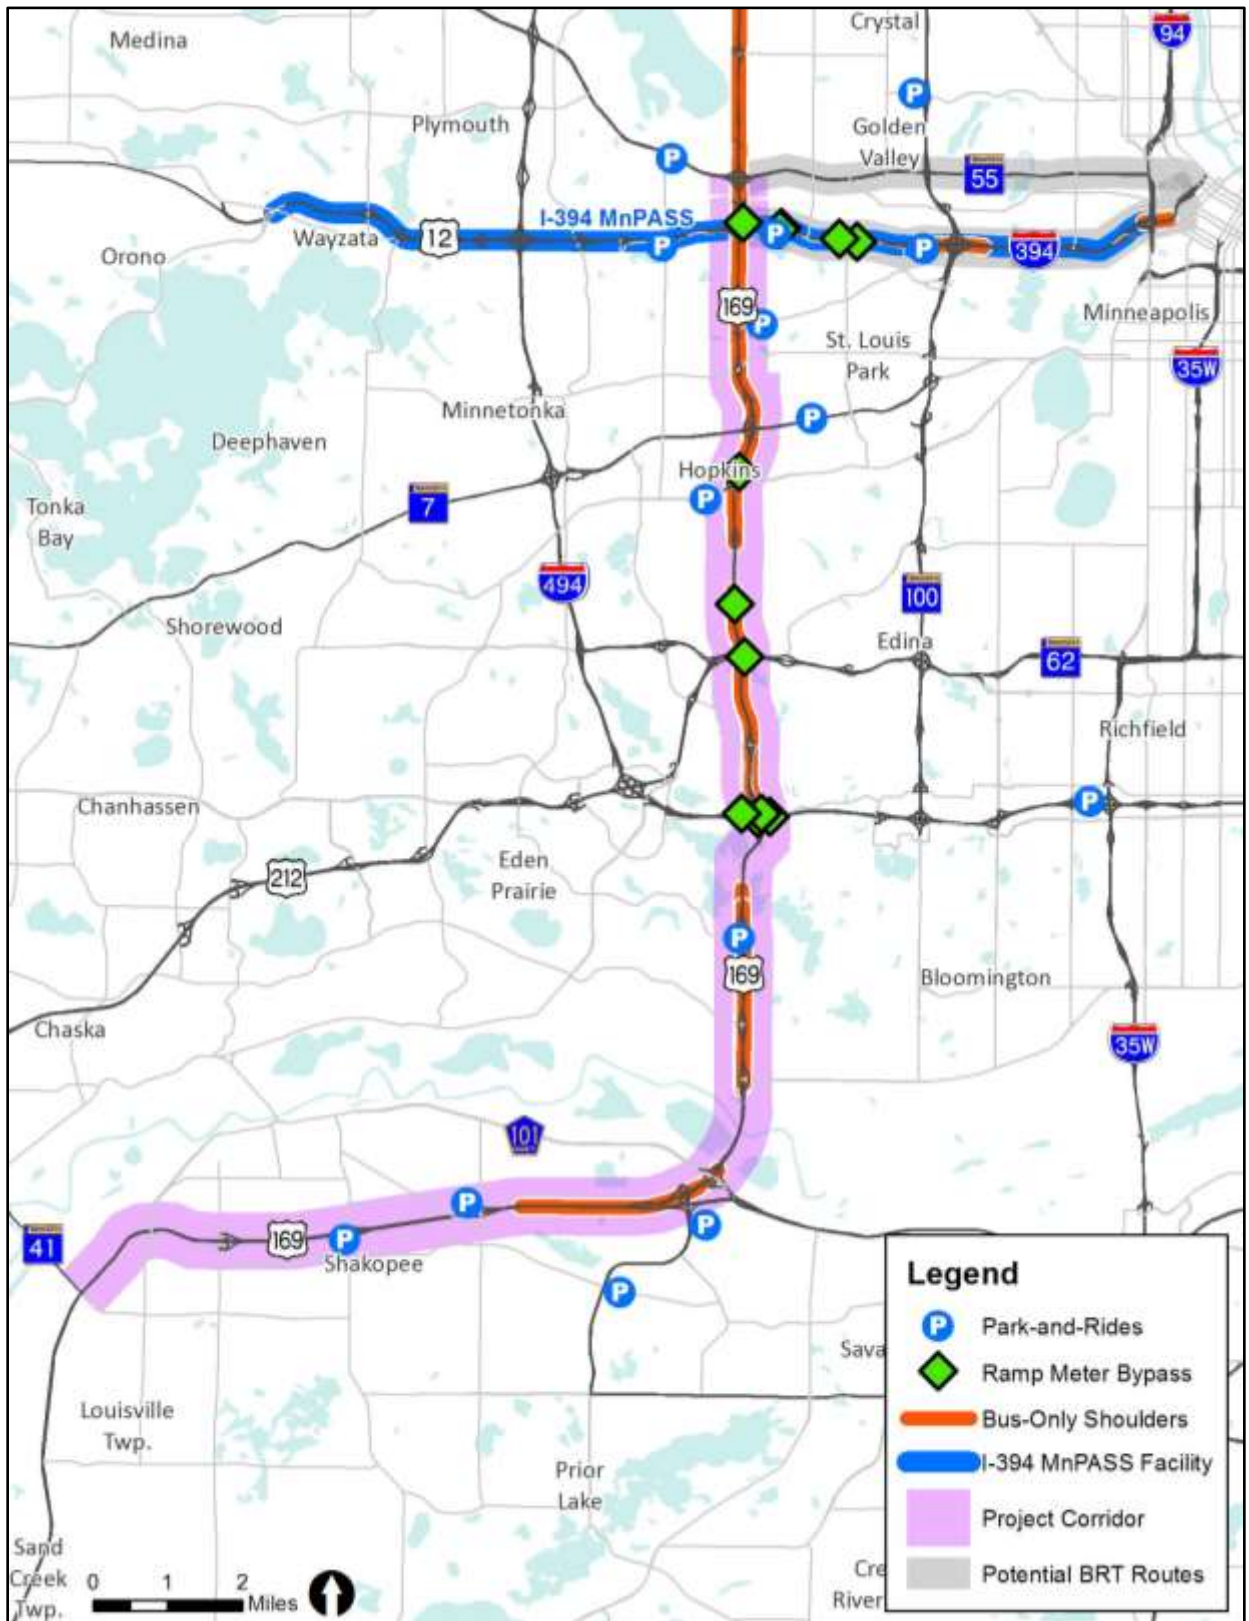 Medina
Crystal
94
Plymouth
P
Golden
Valley
P
55
I-394 MnPASS
Wayzata
12
P
P
P
394
Orono
169
P
Minneapolis
St. Louis
Park
35W
Minnetonka
P
Deephaven
Hopkins
7
P
Tonka
Bay
494
100
Shorewood
Edina
62
Richfield
Chanhassen
P
Eden
Prairie
212
P
169
Bloomington
Chaska
35W
101
P
P
41
169
P
Shakopee
P
Louisville
Twp.
Prior
Lake
Sava
Sand
Creek
Twp.
0 1 2
Miles
Cre
River
Legend
P Park-and-Rides
Ramp Meter Bypass
Bus-Only Shoulders
I-394 MnPASS Facility
Project Corridor
Potential BRT Routes